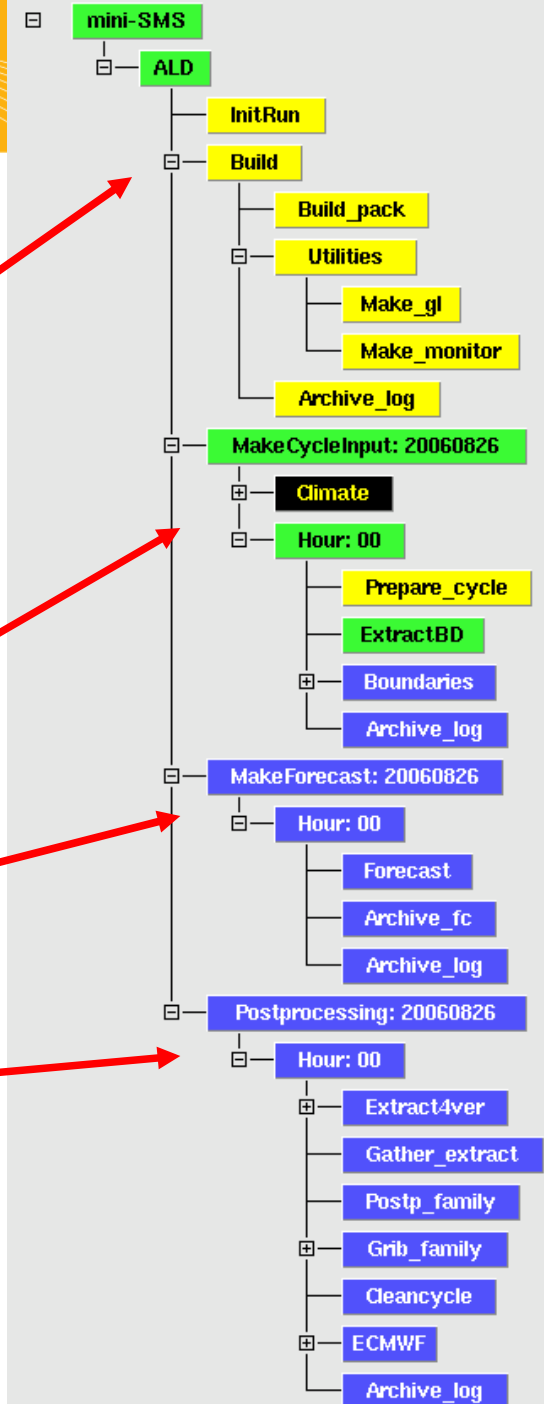 mini-SMS
ALD
InitRun
Build
Build_pack
Utilities
Make_gl
Make_monitor
Archive_log
MakeCycleInput: 20060826
Climate
Hour: 00
Prepare_cycle
ExtractBD
Boundaries
Archive_log
MakeForecast: 20060826
Hour: 00
Forecast
Archive_fc
Archive_log
Postprocessing: 20060826
Hour: 00
Extract4ver
Gather_extract
Postp_family
Grib_family
Cleancycle
ECMWF
Archive_log